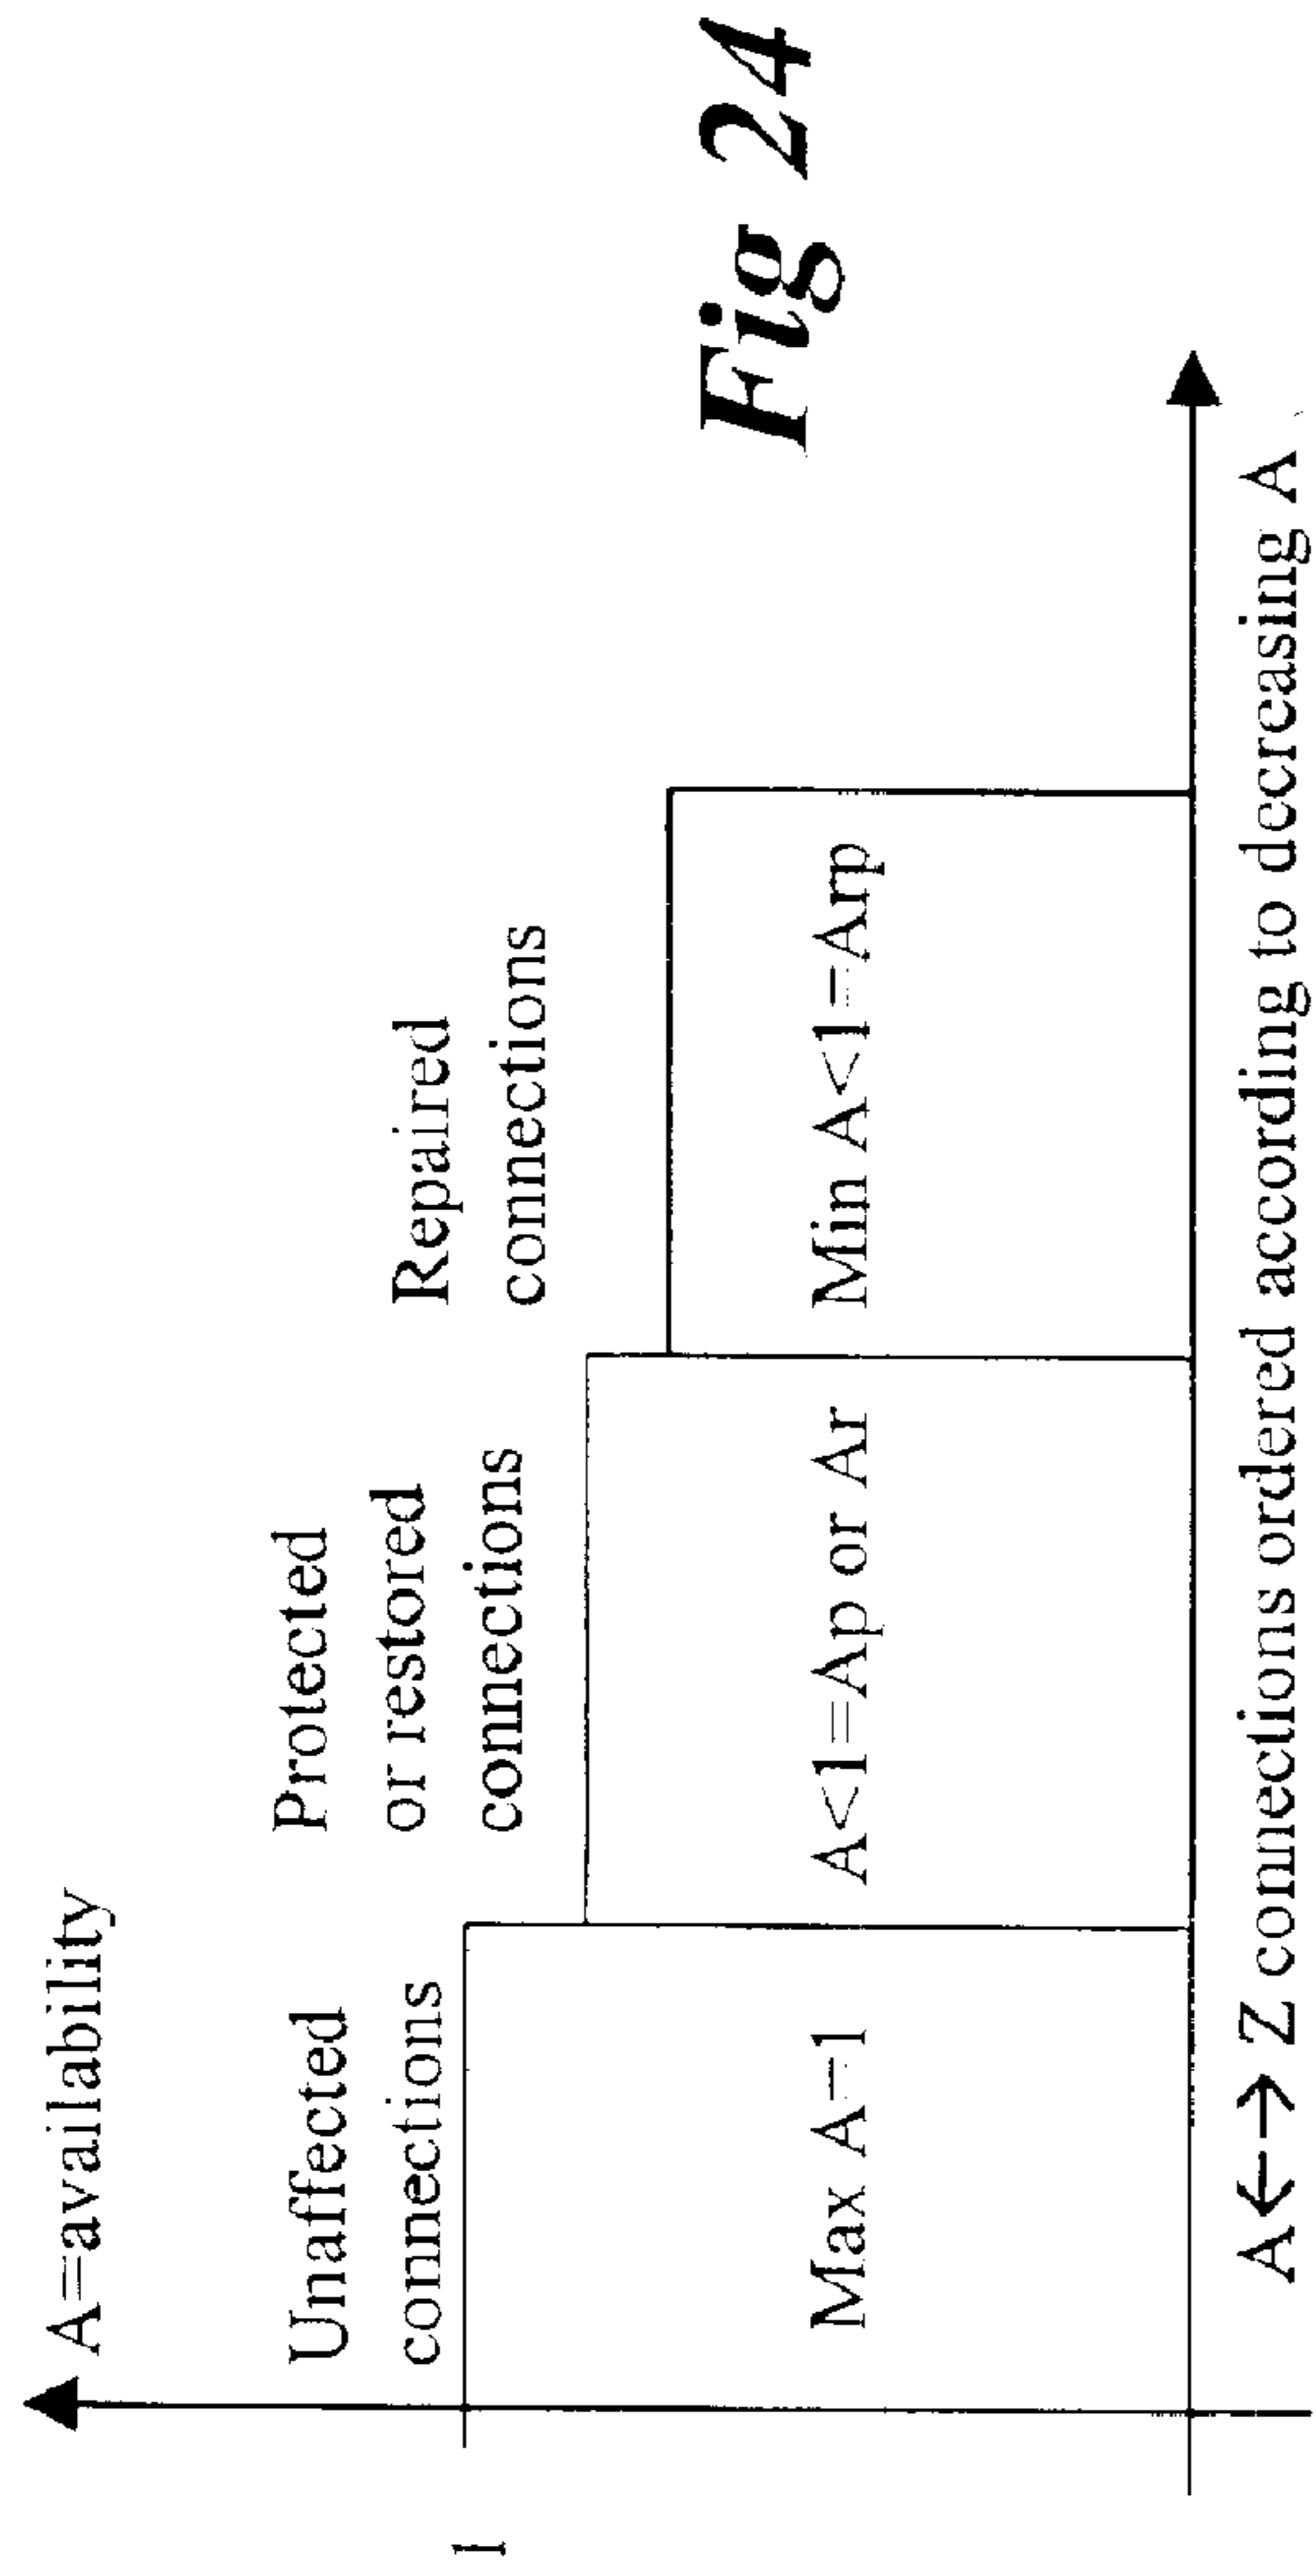 A=availability
Unaffected
connections
Protected
or restored
connections
Repaired
connections
1
Max A=1
A<1=Ap or Ar
Min A<1=Arp
A↔Z connections ordered according to decreasing A
Fig 24